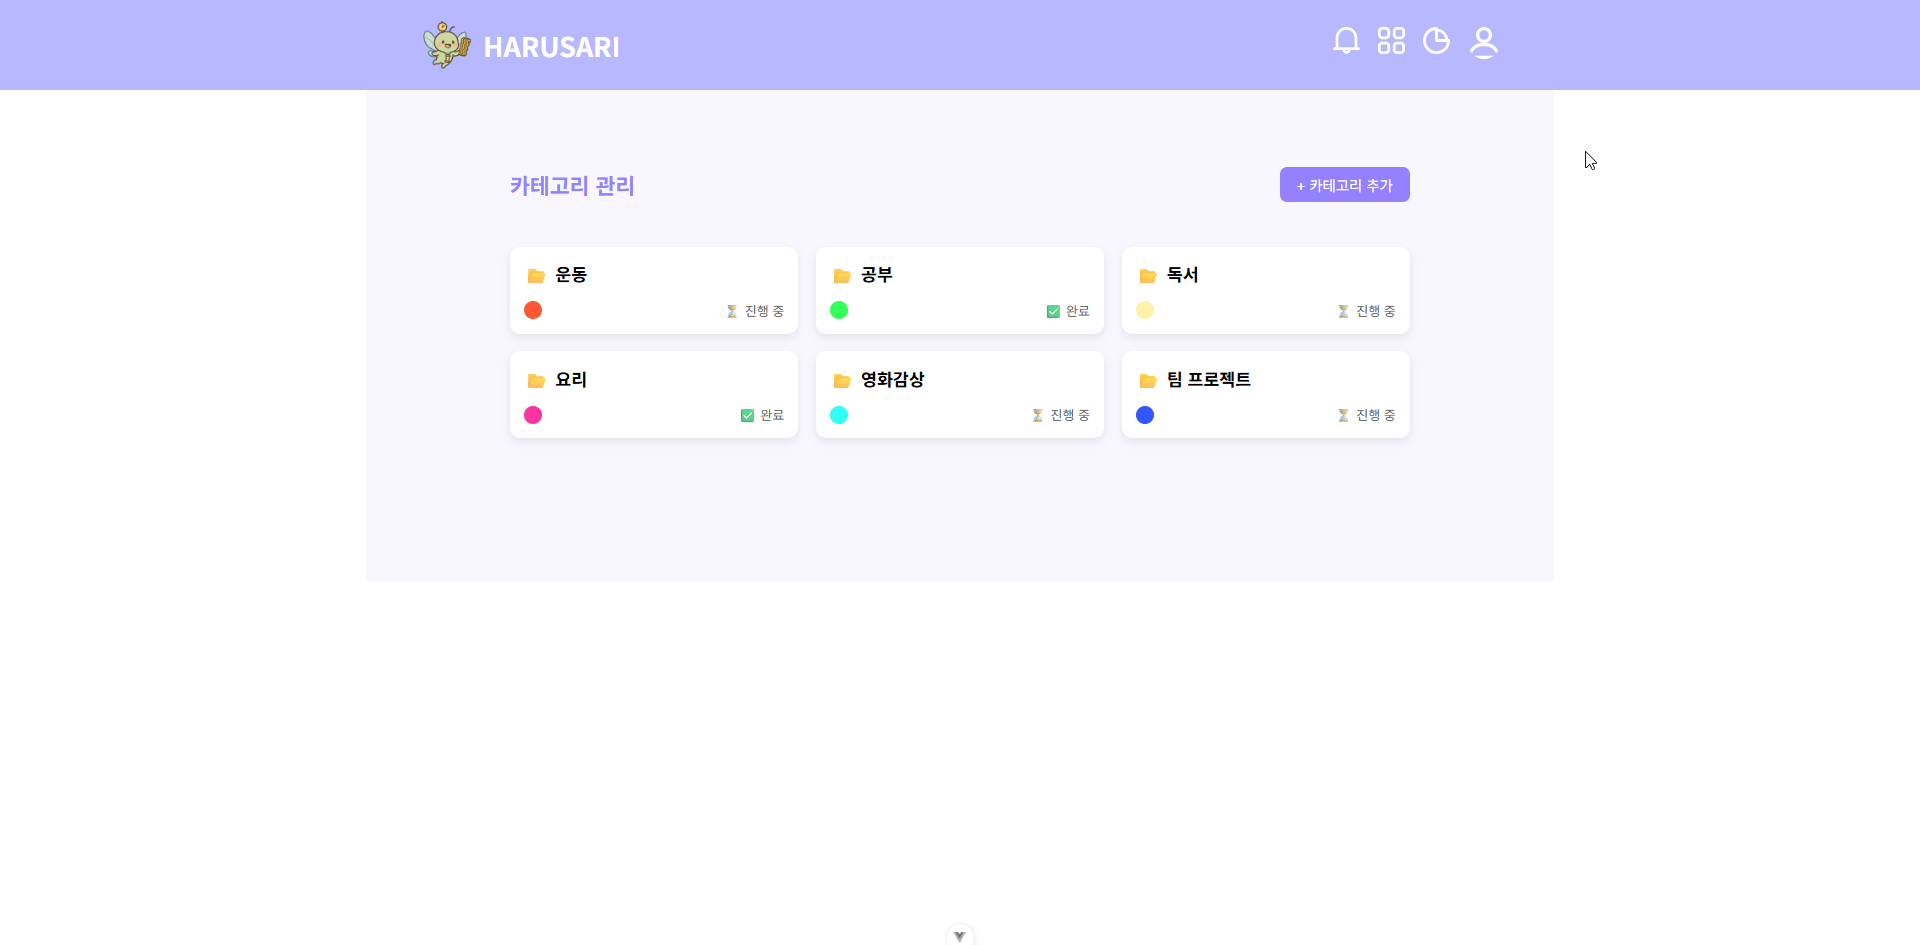 HARUSARI
카테고리 관리
+ 카테고리 추가
운동
진행 중
공부
완료
독서
진행 중
요리
완료
영화감상
진행 중
팀 프로젝트
진행 중